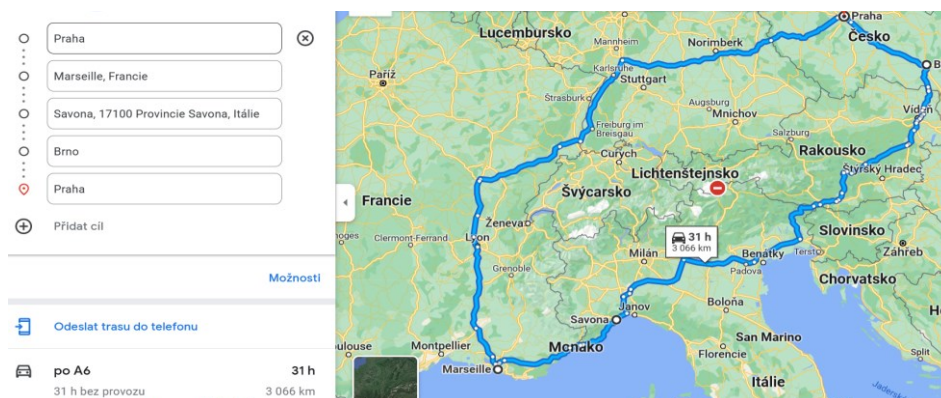 Praha
Marseille, Francie
Savona, 17100 Provincie Savona, Itálie
Brno
Praha
Přidat cíl
Možnosti
Odeslat trasu do telefonu
po A6
31 h
31 h bez provozu
3 066 km
Lucembursko
Mannheim
Norimberk
Praha
Česko
Paříž
Karlsruhe
Stuttgart
Štrasburk
Augsburg
Mnichov
Vídeň
Freiburg im
Breisgau
Salzburg
Rakousko
Curych
Lichtenštejnsko
Štýrský Hradec
Švýcarsko
Francie
Ženeva
Slovinsko
31 h
3 066 km
Clermont-Ferrand
Lyon
Milán
Benátky
Terst
Záhřeb
Grenoble
Padova
Chorvatsko
Janov
Boloňa
Savona
San Marino
Monako
Montpellier
Florencie
Split
Marseille
Itálie